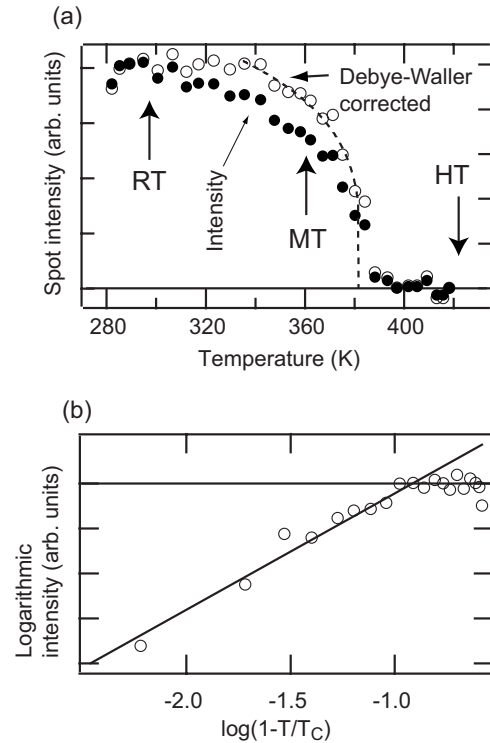 (a)
Spot intensity (arb. units)
Debye-Waller
corrected
RT
Intensity
MT
HT
280
320
360
400
Temperature (K)
(b)
Logarithmic
intensity (arb. units)
-2.0
-1.5
-1.0
log(1-T/TC)